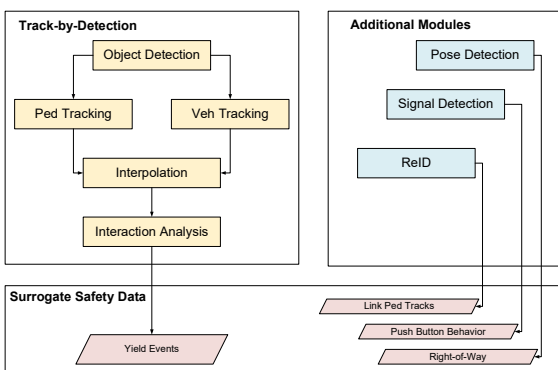 Track-by-Detection
Object Detection
Ped Tracking
Veh Tracking
Interpolation
Interaction Analysis
Additional Modules
Pose Detection
Signal Detection
ReID
Surrogate Safety Data
Yield Events
Link Ped Tracks
Push Button Behavior
Right-of-Way